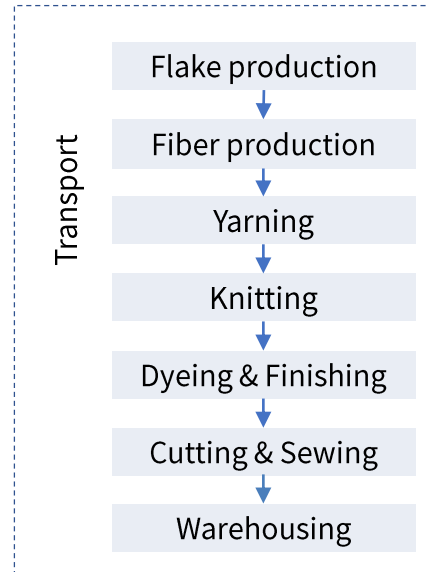 Transport
Flake production
Fiber production
Yarning
Knitting
Dyeing & Finishing
Cutting & Sewing
Warehousing